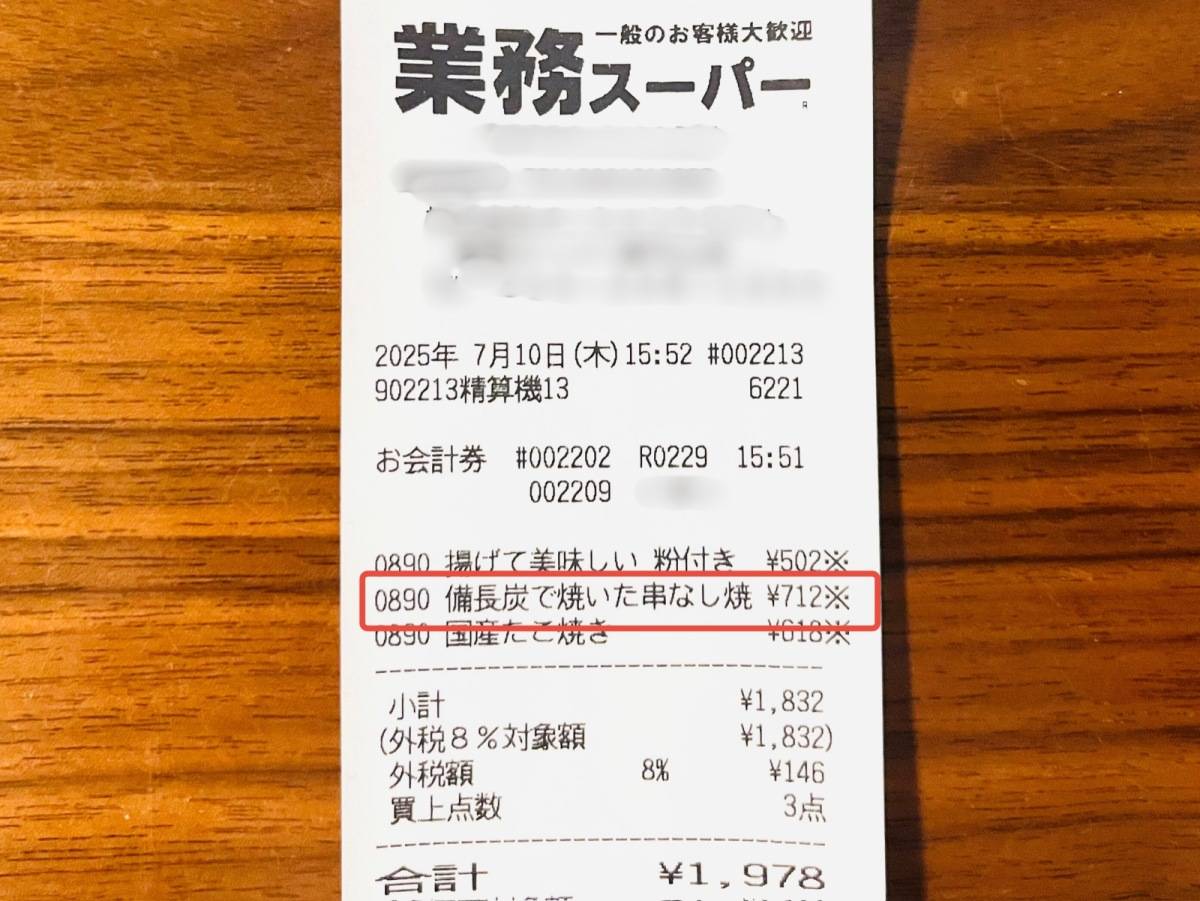 一般のお客様大歓迎
業務スーパー
2025年 7月10日(木)15:52 #002213
902213精算機13 6221
お会計券 #002202 R0229 15:51
002209
0890 揚げて美味しい 粉付き ¥502※
0890 備長炭で焼いた串なし焼 ¥712※
0890 国産たこ焼き ¥618※
小計 ¥1,832
(外税8%対象額 ¥1,832)
外税額 8% ¥146
買上点数 3点
合計 ¥1,978